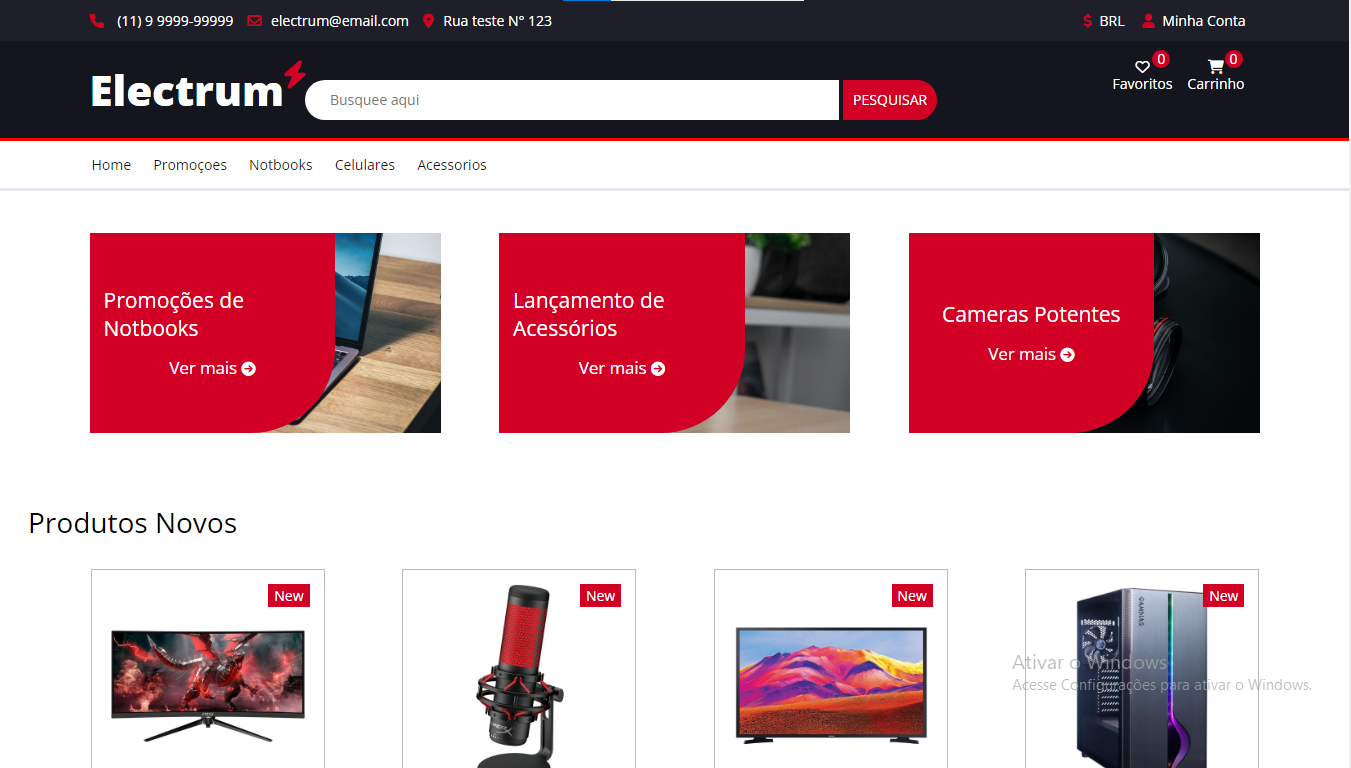 (11) 9 9999-99999 electrum@email.com Rua teste N° 123 $ BRL Minha Conta
Electrum
Busquee aqui
PESQUISAR
0
Favoritos
0
Carrinho
Home Promoçoes Notbooks Celulares Acessorios
Promoções de
Notbooks
Ver mais
Lançamento de
Acessórios
Ver mais
Cameras Potentes
Ver mais
Produtos Novos
New
New
New
New
GAMDIAS
Ativar o Windows
Acesse Configurações para ativar o Windows.